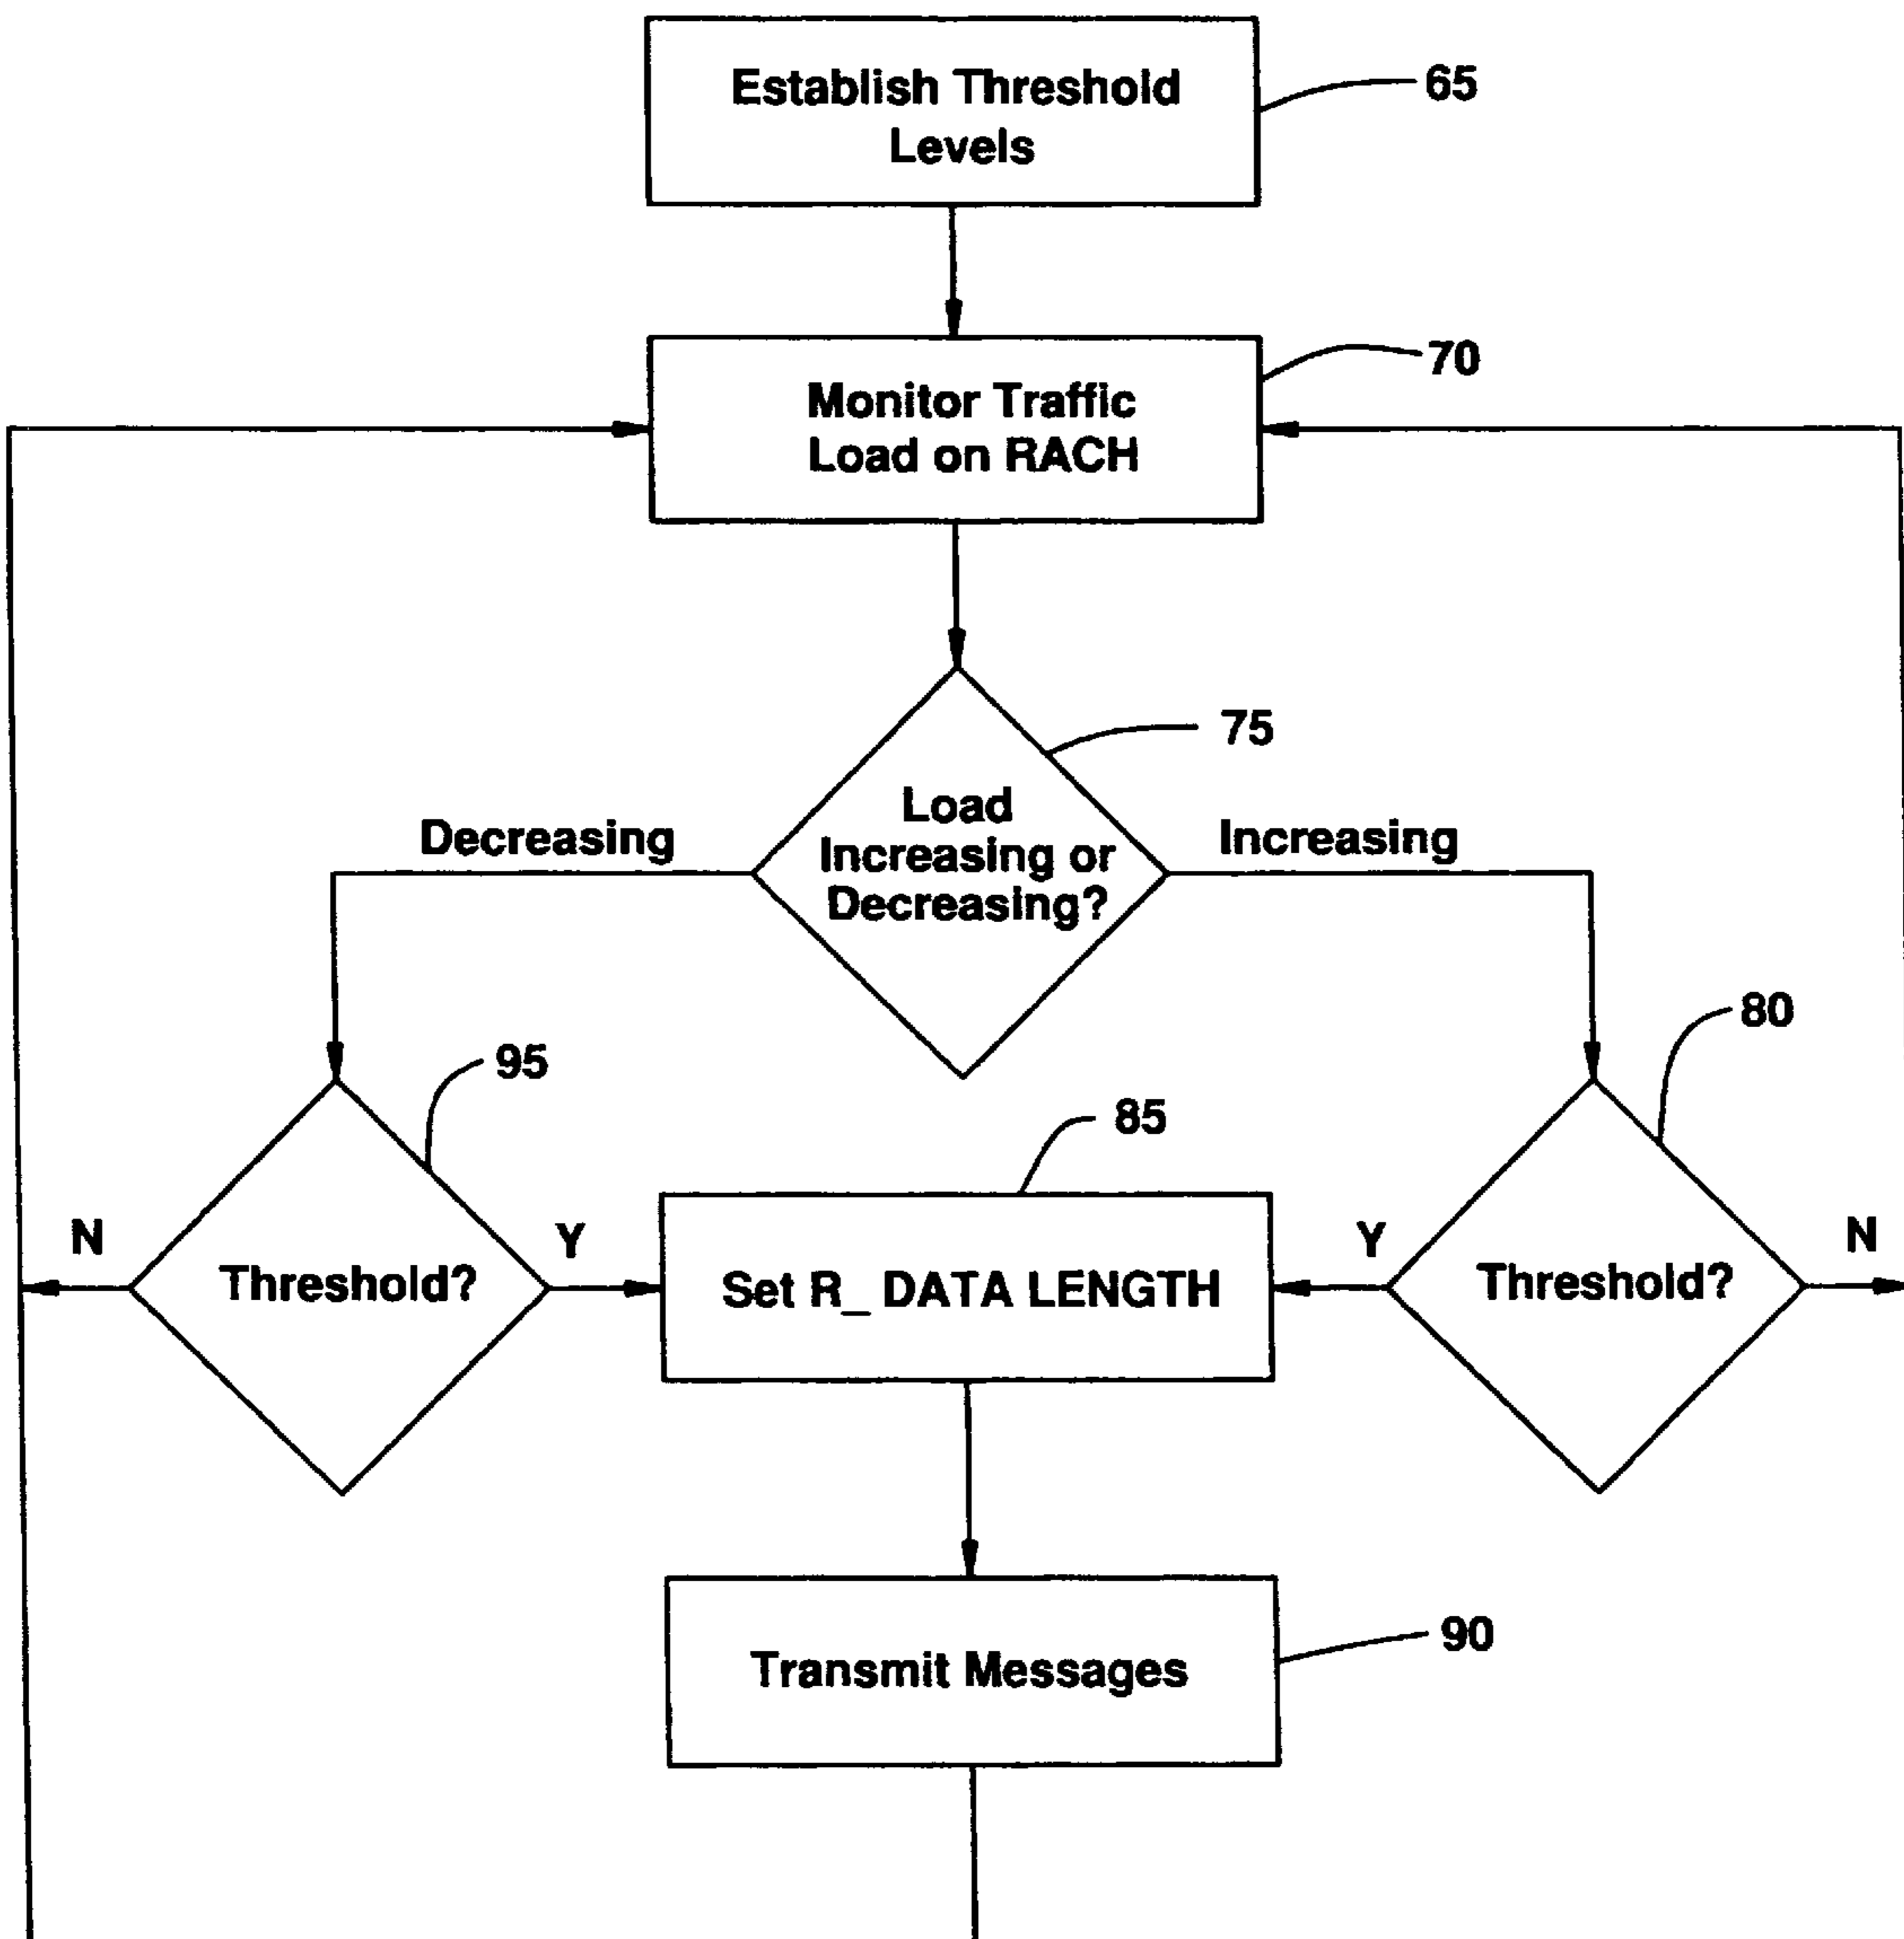 Establish Threshold
Levels
65
Monitor Traffic
Load on RACH
70
75
Load
Increasing or
Decreasing?
Decreasing
Increasing
80
95
85
N
Threshold?
Y
Set R_ DATA LENGTH
Y
Threshold?
N
Transmit Messages
90